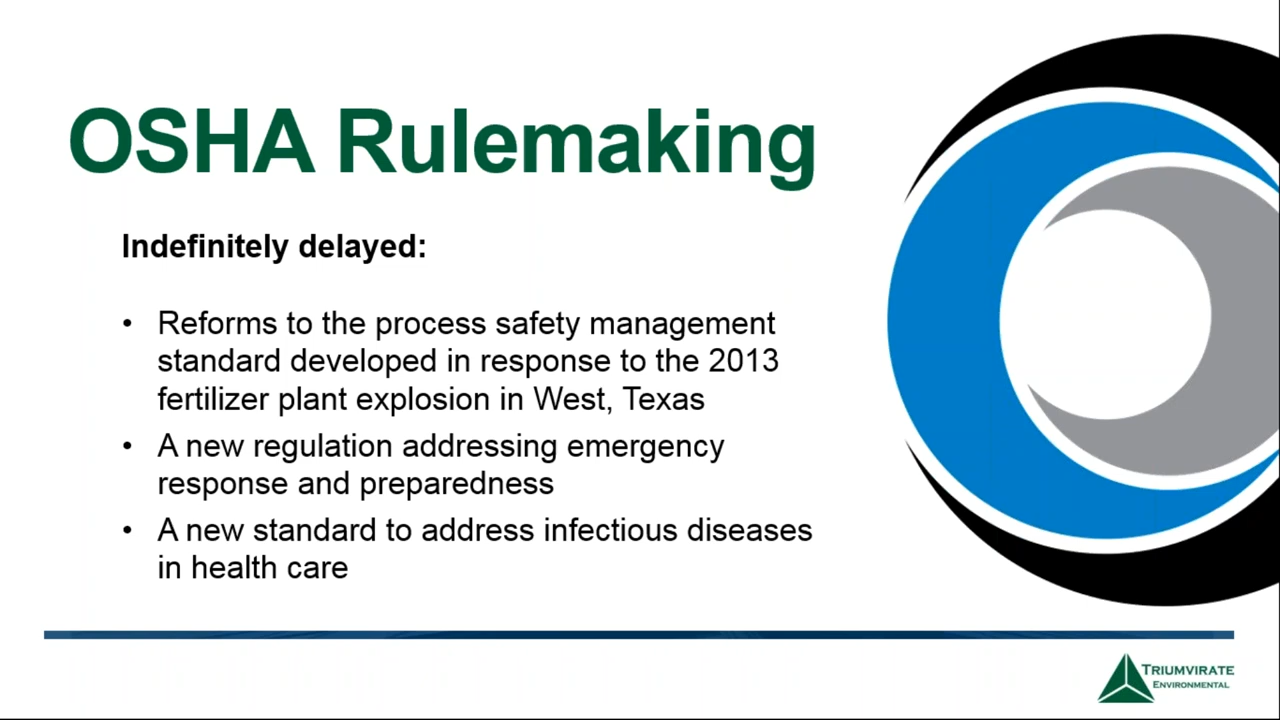 OSHA Rulemaking
Indefinitely delayed:
• Reforms to the process safety management
standard developed in response to the 2013
fertilizer plant explosion in West, Texas
• A new regulation addressing emergency
response and preparedness
• A new standard to address infectious diseases
in health care
TRIUMVIRATE
ENVIRONMENTAL